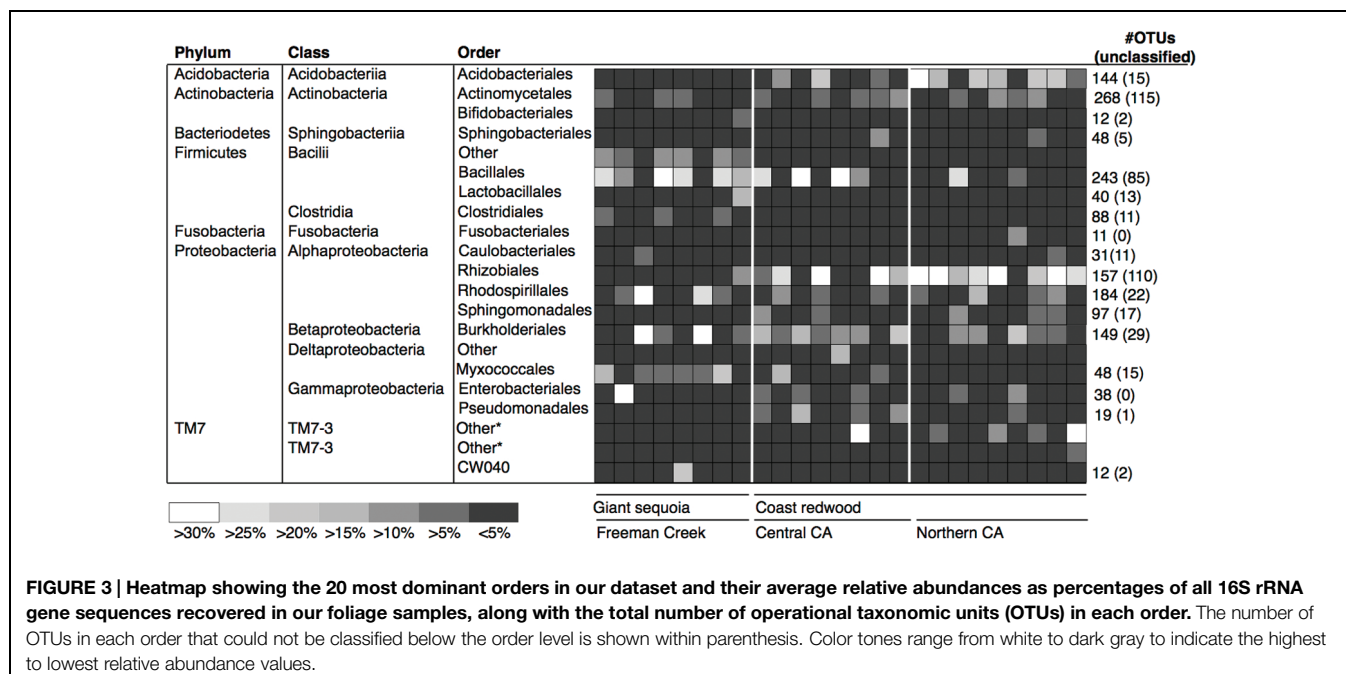 #OTUs
Phylum Class Order (unclassified)
Acidobacteria Acidobacteriia Acidobacteriales 144 (15)
Actinobacteria Actinobacteria Actinomycetales 268 (115)
Bifidobacteriales 12 (2)
Bacteriodetes Sphingobacteriia Sphingobacteriales 48 (5)
Firmicutes Bacilii Other
Bacillales 243 (85)
Lactobacillales 40 (13)
Clostridia Clostridiales 88 (11)
Fusobacteria Fusobacteria Fusobacteriales 11 (0)
Proteobacteria Alphaproteobacteria Caulobacteriales 31(11)
Rhizobiales 157 (110)
Rhodospirillales 184 (22)
Sphingomonadales 97 (17)
Betaproteobacteria Burkholderiales 149 (29)
Deltaproteobacteria Other
Myxococcales 48 (15)
Gammaproteobacteria Enterobacteriales 38 (0)
Pseudomonadales 19 (1)
TM7 TM7-3 Other*
TM7-3 Other*
CW040 12 (2)
Giant sequoia Coast redwood
>30% >25% >20% >15% >10% >5% <5% Freeman Creek Central CA Northern CA
FIGURE 3 | Heatmap showing the 20 most dominant orders in our dataset and their average relative abundances as percentages of all 16S rRNA
gene sequences recovered in our foliage samples, along with the total number of operational taxonomic units (OTUs) in each order. The number of
OTUs in each order that could not be classified below the order level is shown within parenthesis. Color tones range from white to dark gray to indicate the highest
to lowest relative abundance values.